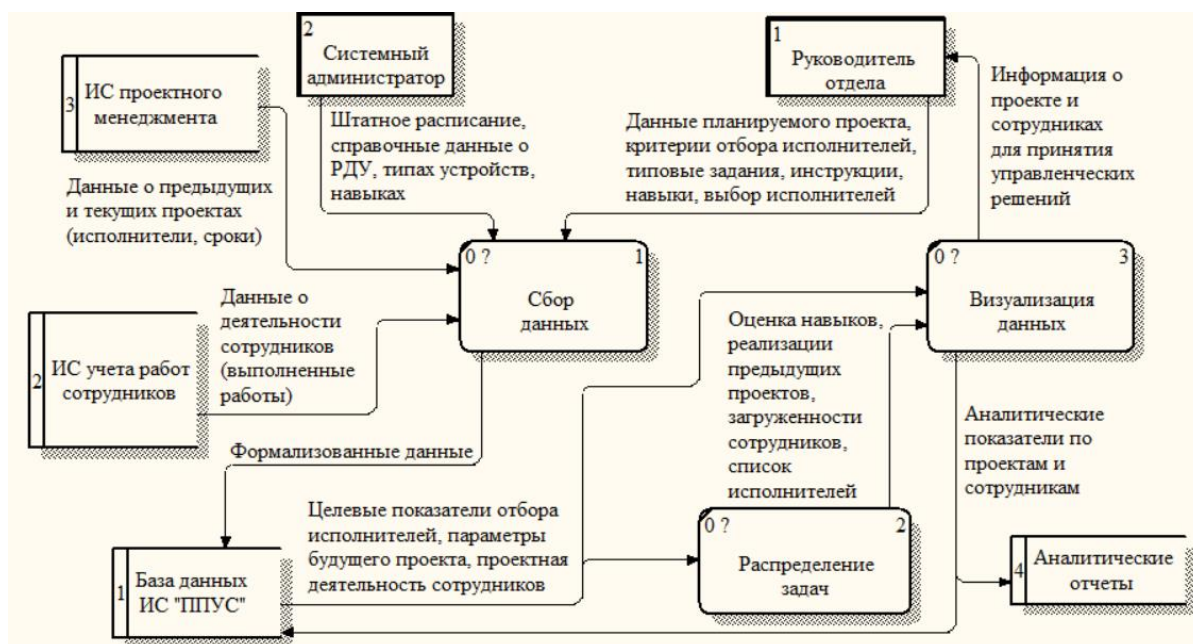 2
Системный
администратор
1
Руководитель
отдела
3
ИС проектного
менеджмента
Информация о
проекте и
сотрудниках
для принятия
управленческих
решений
Штатное расписание,
справочные данные о
РДУ, типах устройств,
навыках
Данные планируемого проекта,
критерии отбора исполнителей,
типовые задания, инструкции,
навыки, выбор исполнителей
Данные о предыдущих
и текущих проектах
(исполнители, сроки)
0 ?
1
Сбор
данных
0 ?
3
Визуализация
данных
Данные о
деятельности
сотрудников
(выполненные
работы)
2
ИС учета работ
сотрудников
Оценка навыков,
реализации
предыдущих
проектов,
загруженности
сотрудников,
список
исполнителей
Аналитические
показатели по
проектам и
сотрудникам
Формализованные данные
Целевые показатели отбора
исполнителей, параметры
будущего проекта, проектная
деятельность сотрудников
0 ?
2
Распределение
задач
1
База данных
ИС "ППУС"
4
Аналитические
отчеты